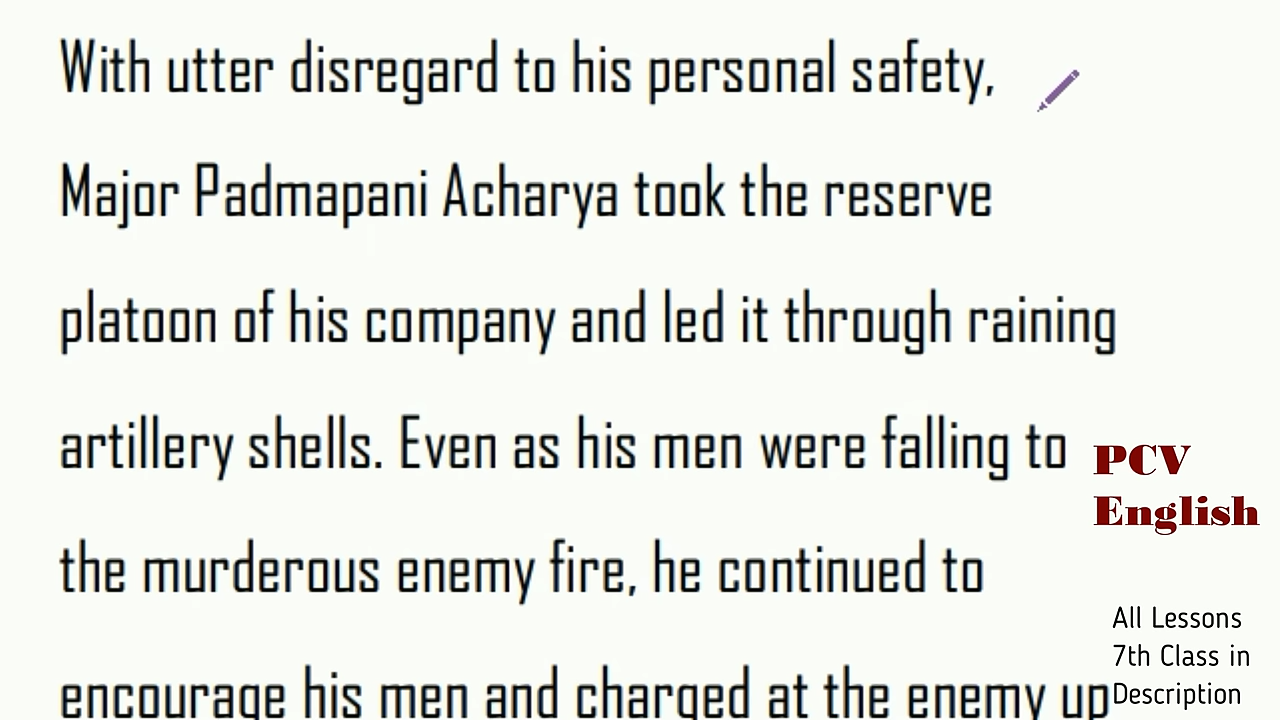 With utter disregard to his personal safety,
Major Padmapani Acharya took the reserve
platoon of his company and led it through raining
artillery shells. Even as his men were falling to
the murderous enemy fire, he continued to
encourage his men and charged at the enemy up
PCV
English
All Lessons
7th Class in
Description